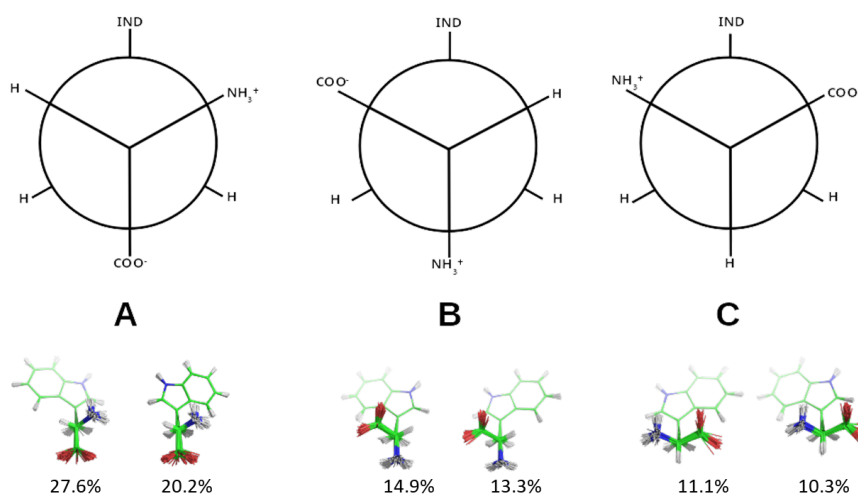 IND
H
NH3+
H
H
COO-
A
IND
COO-
H
H
H
NH3+
B
IND
NH3+
COO
H
H
H
C
27.6%
20.2%
14.9%
13.3%
11.1%
10.3%